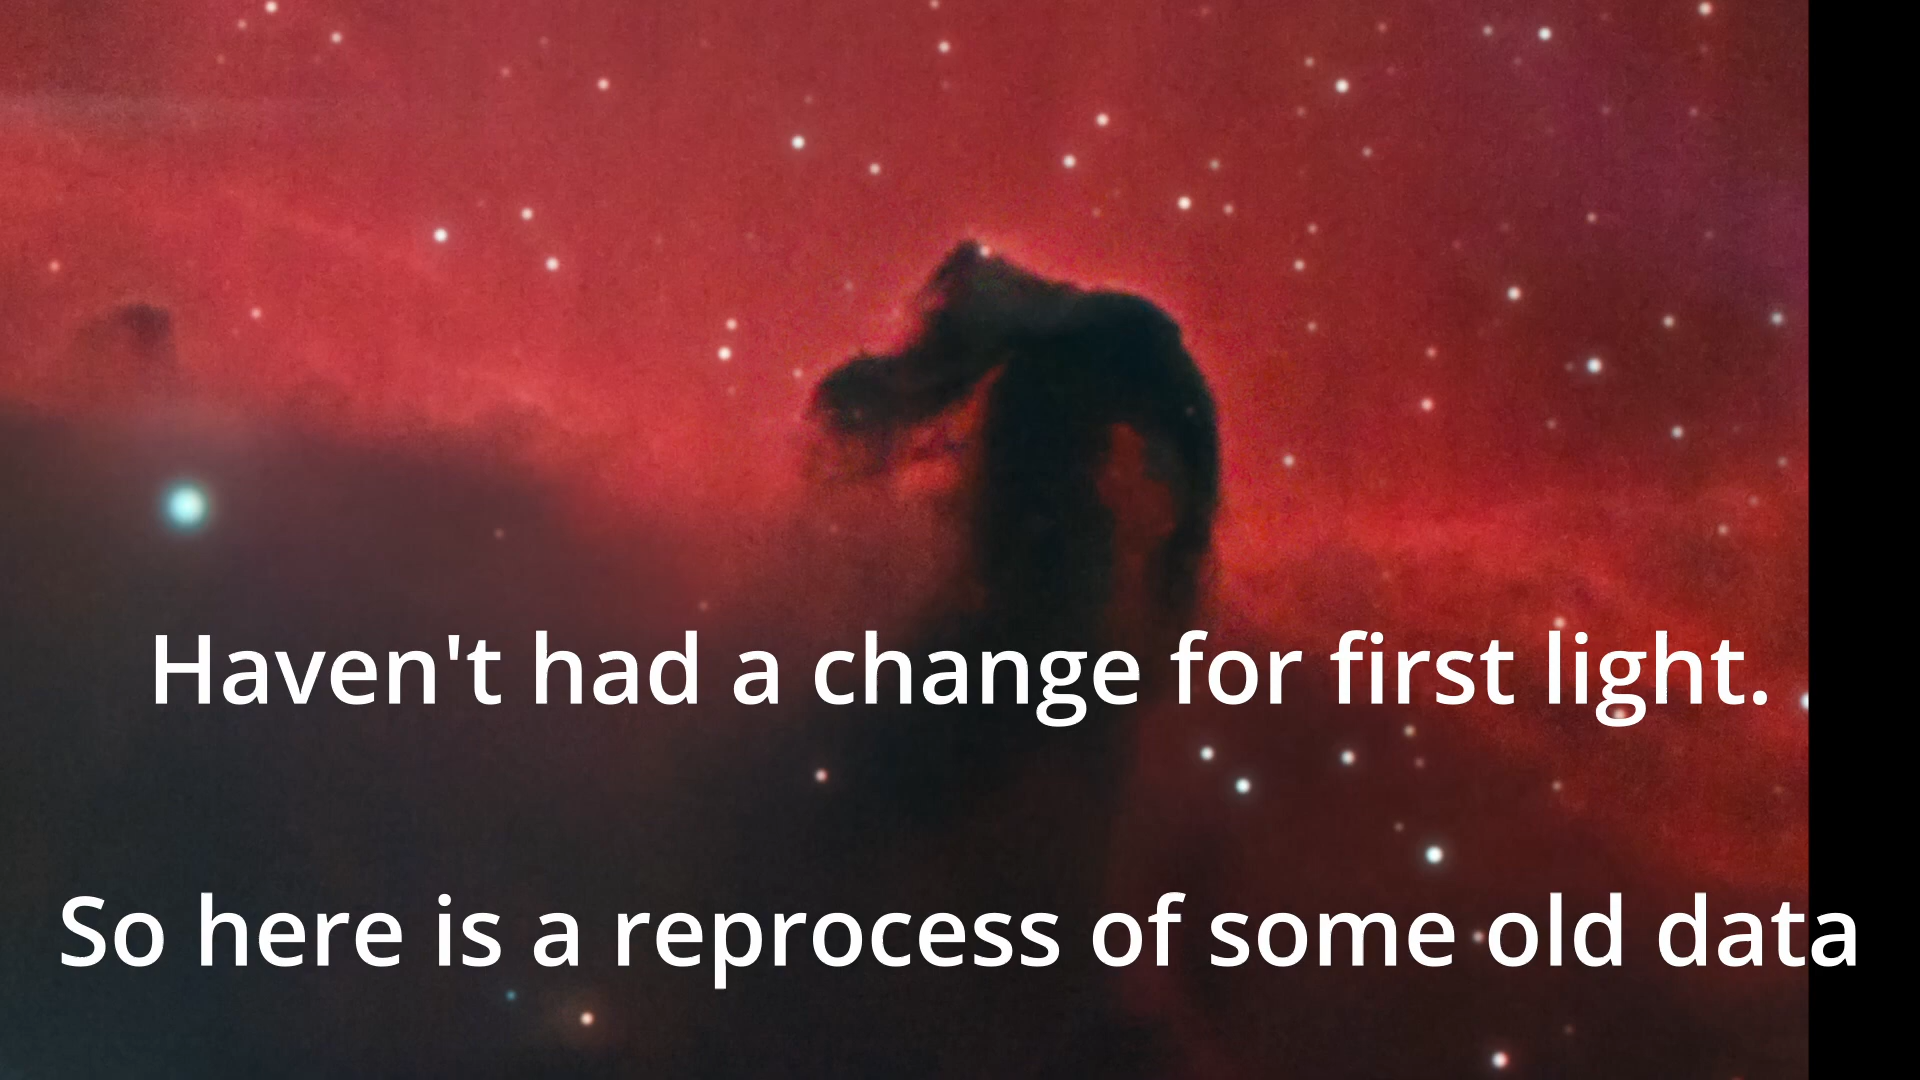 Haven't had a change for first light.
So here is a reprocess of some old data